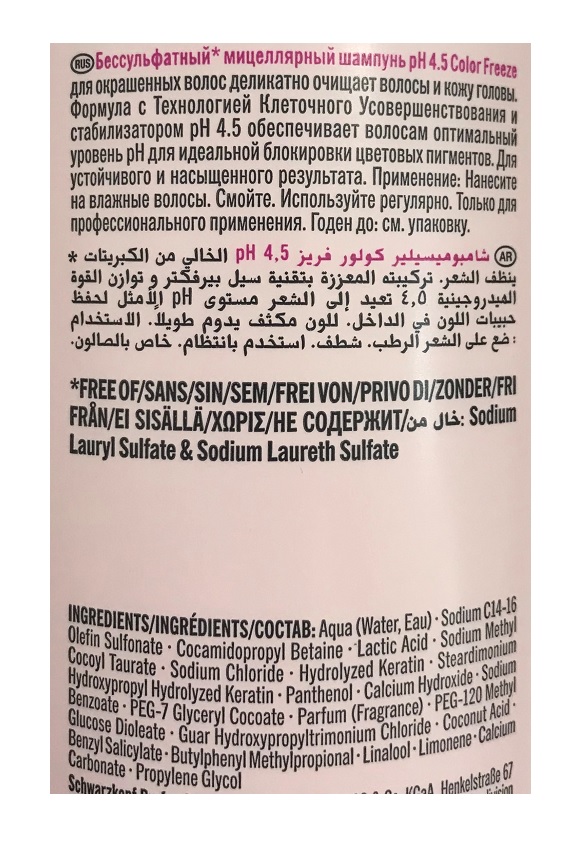 RUS Бессульфатный* мицеллярный шампунь pH 4.5 Color Freeze
для окрашенных волос деликатно очищает волосы и кожу головы.
Формула с Технологией Клеточного Усовершенствования и
стабилизатором pH 4.5 обеспечивает волосам оптимальный
уровень pH для идеальной блокировки цветовых пигментов. Для
устойчивого и насыщенного результата. Применение: Нанесите
на влажные волосы. Смойте. Используйте регулярно. Только для
профессионального применения. Годен до: см. упаковку.
AR شامبوميسيلير كولور فريز pH 4,5 الخالي من الكبريتات *
ينظف الشعر. تركيبته المعززة بتقنية سيل بيرفكتر و توازن القوة
الهيدروجينية ٤,٥ تعيد إلى الشعر مستوى pH الأمثل لحفظ
حبيبات اللون في الداخل. للون مكثف يدوم طويلاً. الاستخدام
: ضع على الشعر الرطب. شطف. استخدم بانتظام. خاص بالصالون.
*FREE OF/SANS/SIN/SEM/FREI VON/PRIVO DI/ZONDER/FRI
FRÅN/EI SISÄLLÄ/ΧΩΡΙΣ/НЕ СОДЕРЖИТ/خال من: Sodium
Lauryl Sulfate & Sodium Laureth Sulfate
INGREDIENTS/INGRÉDIENTS/СОСТАВ: Aqua (Water, Eau) · Sodium C14-16
Olefin Sulfonate · Cocamidopropyl Betaine · Lactic Acid · Sodium Methyl
Cocoyl Taurate · Sodium Chloride · Hydrolyzed Keratin · Steardimonium
Hydroxypropyl Hydrolyzed Keratin · Panthenol · Calcium Hydroxide · Sodium
Benzoate · PEG-7 Glyceryl Cocoate · Parfum (Fragrance) · PEG-120 Methyl
Glucose Dioleate · Guar Hydroxypropyltrimonium Chloride · Coconut Acid ·
Benzyl Salicylate · Butylphenyl Methylpropional · Linalool · Limonene · Calcium
Carbonate · Propylene Glycol
Schwarzkopf KGaA, Henkelstraße 67